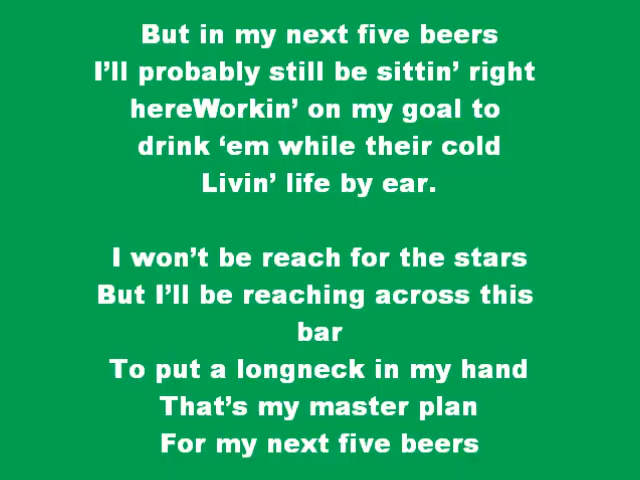 But in my next five beers
I’ll probably still be sittin’ right
hereWorkin’ on my goal to
drink ‘em while their cold
Livin’ life by ear.
I won’t be reach for the stars
But I’ll be reaching across this
bar
To put a longneck in my hand
That’s my master plan
For my next five beers